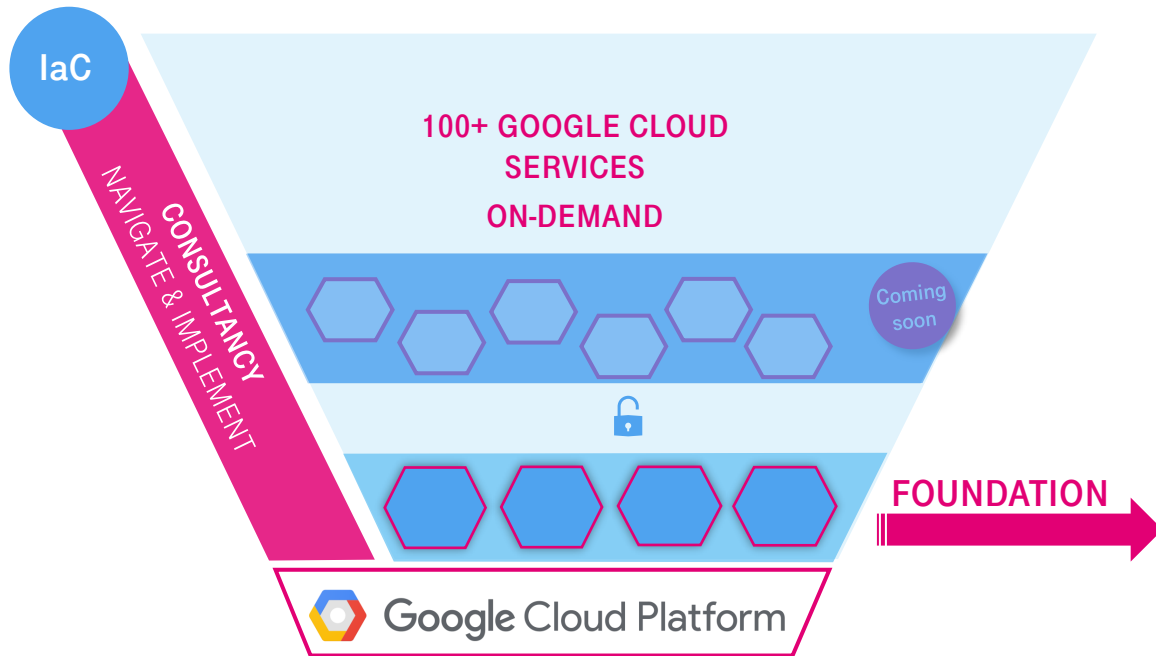 IaC
CONSULTANCY
NAVIGATE & IMPLEMENT
100+ GOOGLE CLOUD
SERVICES
ON-DEMAND
Coming
soon
FOUNDATION
Google Cloud Platform